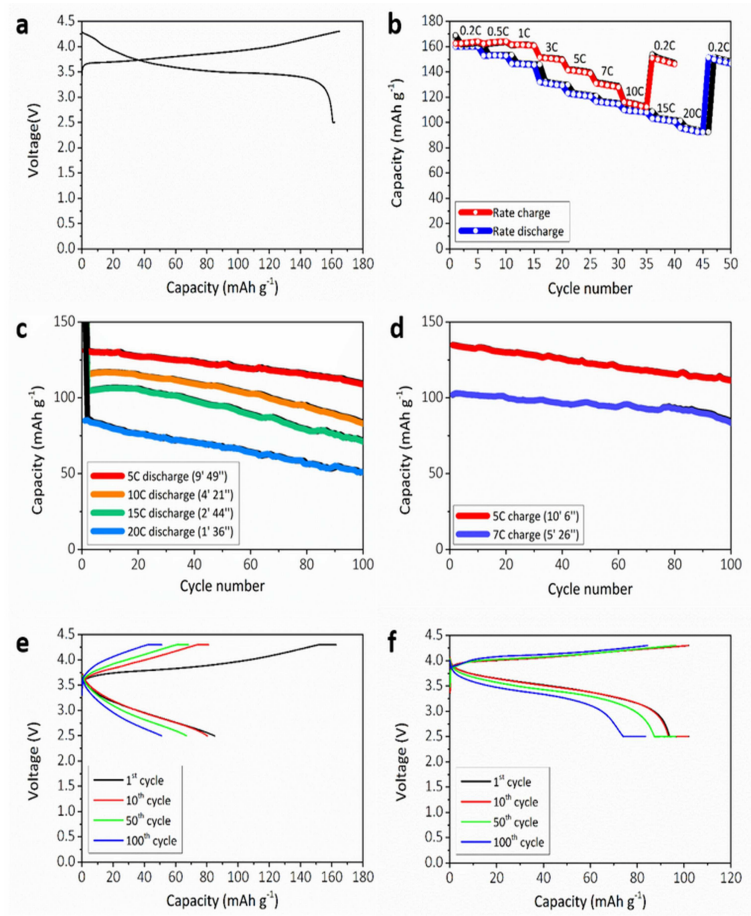 a
4.5
4.0
3.5
3.0
2.5
2.0
1.5
1.0
0.5
0.0
Voltage(V)
0 20 40 60 80 100 120 140 160 180
Capacity (mAh g⁻¹)
b
180
160
140
120
100
80
60
40
20
0
Capacity (mAh g⁻¹)
0.2C 0.5C 1C 3C 5C 7C 10C 0.2C 15C 20C 0.2C
Rate charge
Rate discharge
0 5 10 15 20 25 30 35 40 45 50
Cycle number
c
150
100
50
0
Capacity (mAh g⁻¹)
5C discharge (9' 49'')
10C discharge (4' 21'')
15C discharge (2' 44'')
20C discharge (1' 36'')
0 20 40 60 80 100
Cycle number
d
150
100
50
0
Capacity (mAh g⁻¹)
5C charge (10' 6'')
7C charge (5' 26'')
0 20 40 60 80 100
Cycle number
e
4.5
4.0
3.5
3.0
2.5
2.0
1.5
1.0
0.5
0.0
Voltage (V)
1ˢᵗ cycle
10ᵗʰ cycle
50ᵗʰ cycle
100ᵗʰ cycle
0 20 40 60 80 100 120 140 160 180
Capacity (mAh g⁻¹)
f
4.5
4.0
3.5
3.0
2.5
2.0
1.5
1.0
0.5
0.0
Voltage (V)
1ˢᵗ cycle
10ᵗʰ cycle
50ᵗʰ cycle
100ᵗʰ cycle
0 20 40 60 80 100 120
Capacity (mAh g⁻¹)